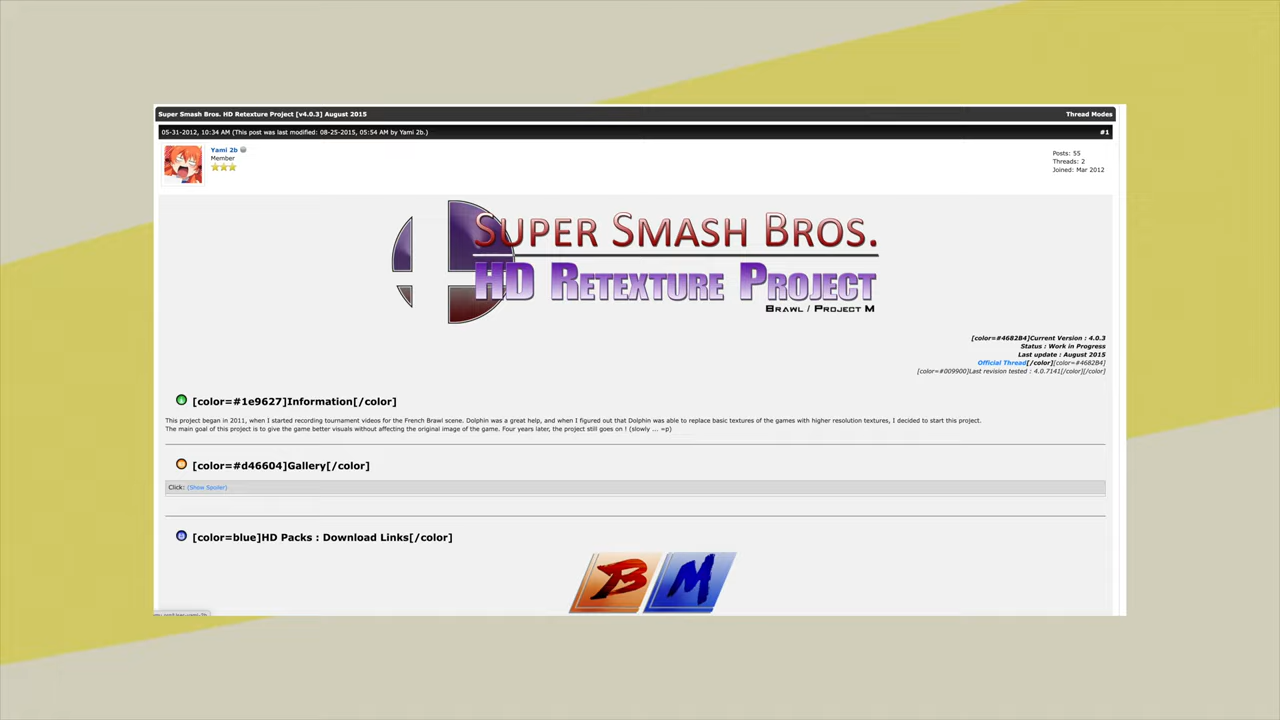 Super Smash Bros. HD Retexture Project [v4.0.3] August 2015
Thread Modes
05-31-2012, 10:34 AM (This post was last modified: 08-25-2015, 05:54 AM by Yami 2b.)
#1
Yami 2b
Member
Posts: 55
Threads: 2
Joined: Mar 2012
SUPER SMASH BROS.
HD RETEXTURE PROJECT
BRAWL / PROJECT M
[color=#4682B4]Current Version : 4.0.3
Status : Work in Progress
Last update : August 2015
Official Thread[/color][color=#4682B4]
[color=#009900]Last revision tested : 4.0.7141[/color][/color]
[color=#1e9627]Information[/color]
This project began in 2011, when I started recording tournament videos for the French Brawl scene. Dolphin was a great help, and when I figured out that Dolphin was able to replace basic textures of the games with higher resolution textures, I decided to start this project.
The main goal of this project is to give the game better visuals without affecting the original image of the game. Four years later, the project still goes on ! (slowly ... =p)
[color=#d46604]Gallery[/color]
Click: (Show Spoiler)
[color=blue]HD Packs : Download Links[/color]
B M